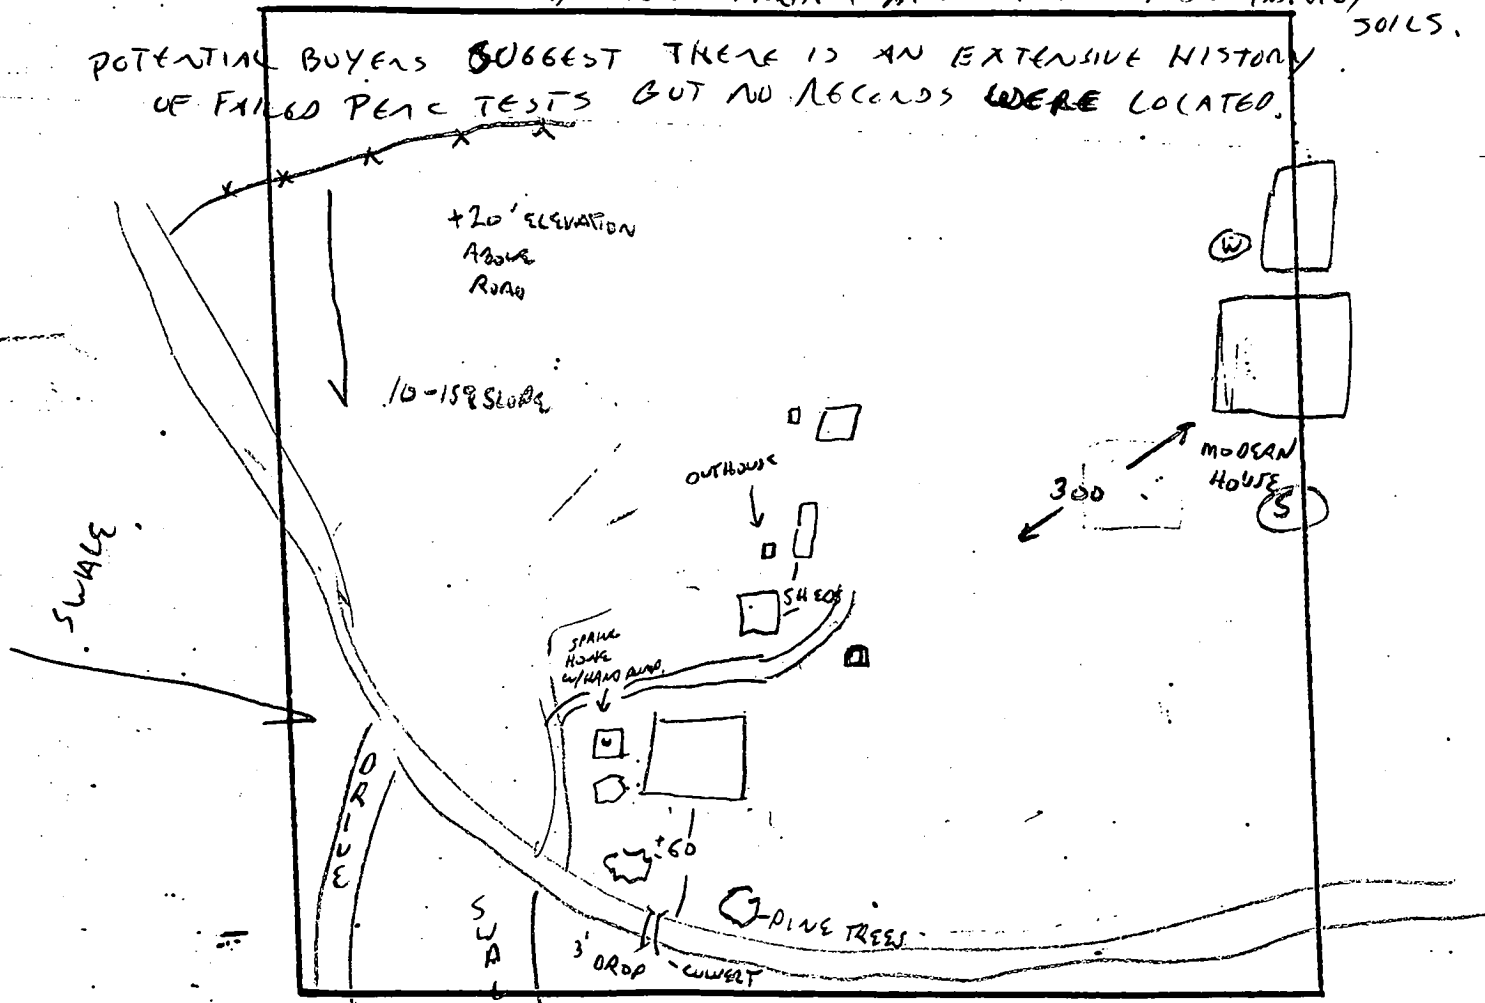 SOILS.
POTENTIAL BUYERS SUGGEST THERE IS AN EXTENSIVE HISTORY
OF FAILED PERC TESTS BUT NO RECORDS WERE LOCATED.
+20' ELEVATION
ABOVE
ROAD
W
10-15% SLOPE
OUTHOUSE
MODERN
HOUSE
300
S
SWALE
SHEDS
SPRING
HOUSE
W/HAND PUMP.
DRIVE
±60
SWAL
PINE TREES
3'
DROP
-CULVERT